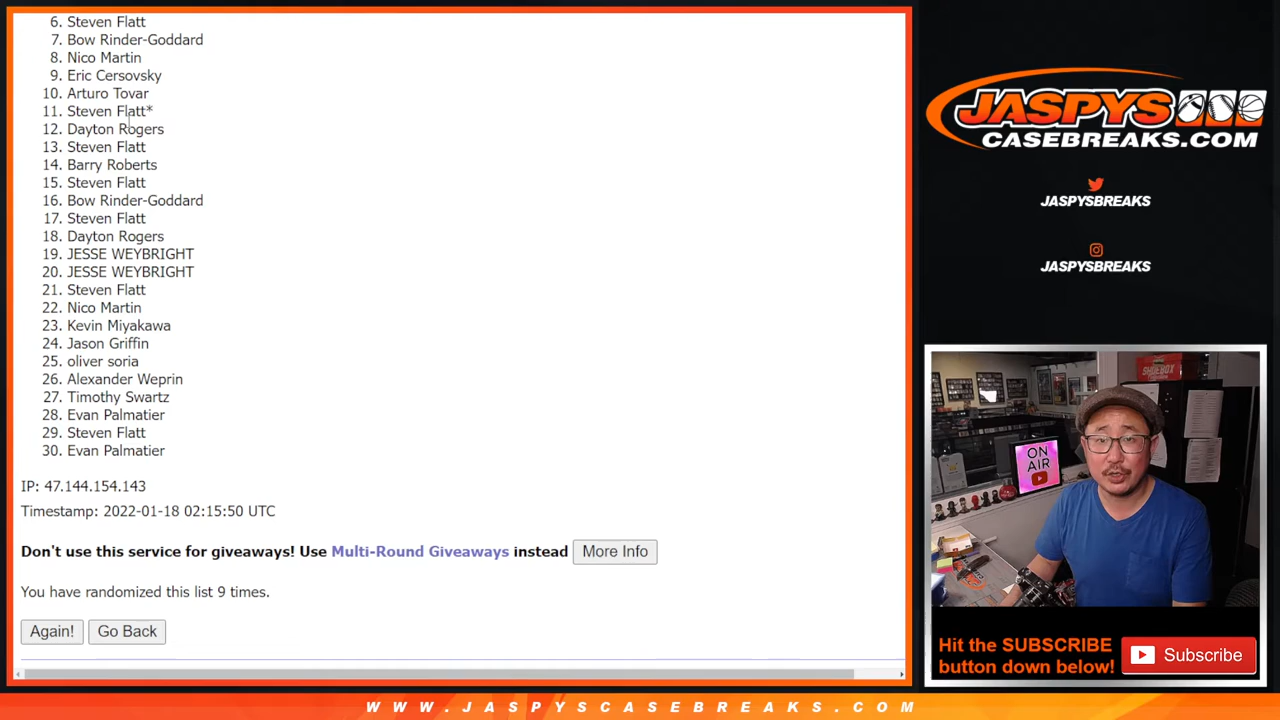 6. Steven Flatt
7. Bow Rinder-Goddard
8. Nico Martin
9. Eric Cersovsky
10. Arturo Tovar
11. Steven Flatt*
12. Dayton Rogers
13. Steven Flatt
14. Barry Roberts
15. Steven Flatt
16. Bow Rinder-Goddard
17. Steven Flatt
18. Dayton Rogers
19. JESSE WEYBRIGHT
20. JESSE WEYBRIGHT
21. Steven Flatt
22. Nico Martin
23. Kevin Miyakawa
24. Jason Griffin
25. oliver soria
26. Alexander Weprin
27. Timothy Swartz
28. Evan Palmatier
29. Steven Flatt
30. Evan Palmatier
IP: 47.144.154.143
Timestamp: 2022-01-18 02:15:50 UTC
Don't use this service for giveaways! Use Multi-Round Giveaways instead More Info
You have randomized this list 9 times.
Again! Go Back
JASPYS
CASEBREAKS.COM
JASPYSBREAKS
JASPYSBREAKS
SHOEBOX
ON
AIR
Hit the SUBSCRIBE
button down below!
Subscribe
WWW.JASPYSCASEBREAKS.COM